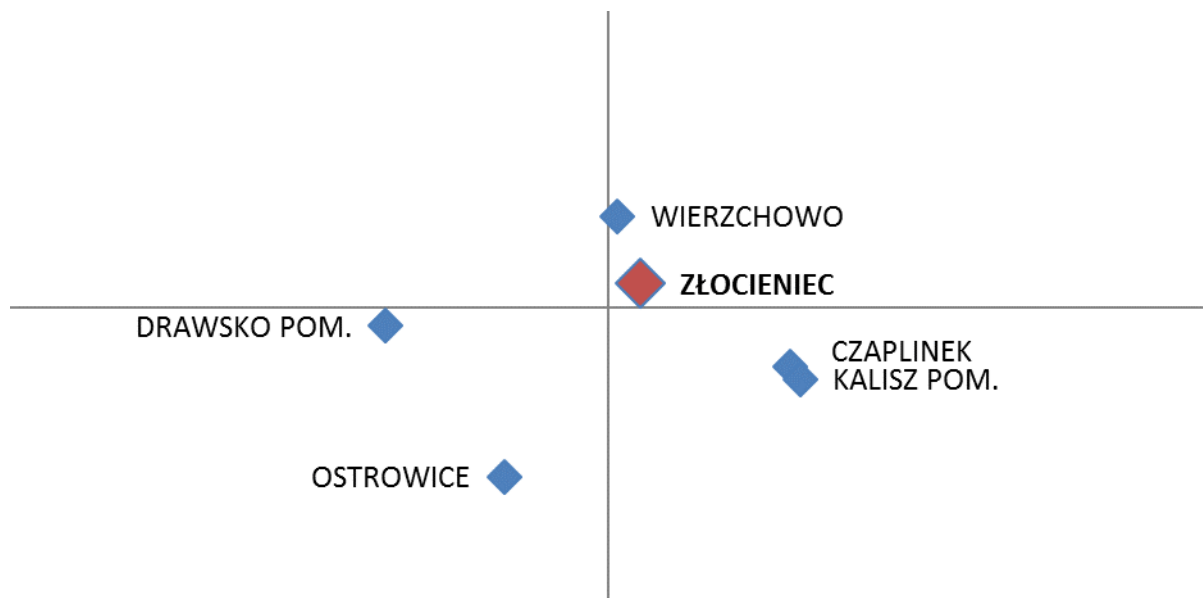 WIERZCHOWO
ZŁOCIENIEC
DRAWSKO POM.
CZAPLINEK
KALISZ POM.
OSTROWICE